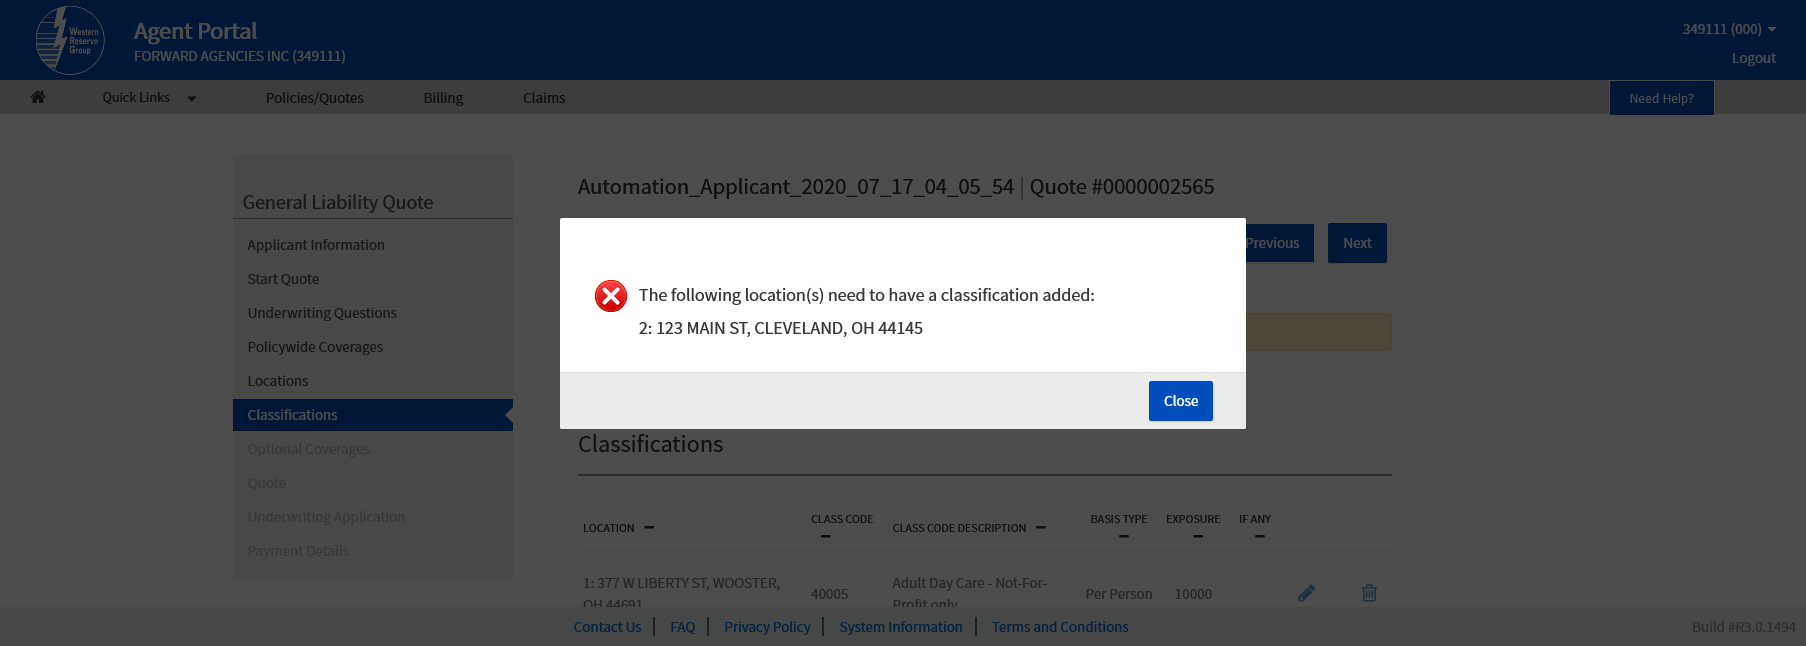 Western
Reserve
Group
Agent Portal
FORWARD AGENCIES INC (349111)
349111 (000)
Logout
Quick Links
Policies/Quotes
Billing
Claims
Need Help?
General Liability Quote
Applicant Information
Start Quote
Underwriting Questions
Policywide Coverages
Locations
Classifications
Optional Coverages
Quote
Underwriting Application
Payment Details
Automation_Applicant_2020_07_17_04_05_54 | Quote #0000002565
Previous
Next
The following location(s) need to have a classification added:
2: 123 MAIN ST, CLEVELAND, OH 44145
Close
Classifications
LOCATION
CLASS CODE
CLASS CODE DESCRIPTION
BASIS TYPE
EXPOSURE
IF ANY
1: 377 W LIBERTY ST, WOOSTER,
OH 44691
40005
Adult Day Care - Not-For-
Profit only
Per Person
10000
Contact Us
FAQ
Privacy Policy
System Information
Terms and Conditions
Build #R3.0.1494